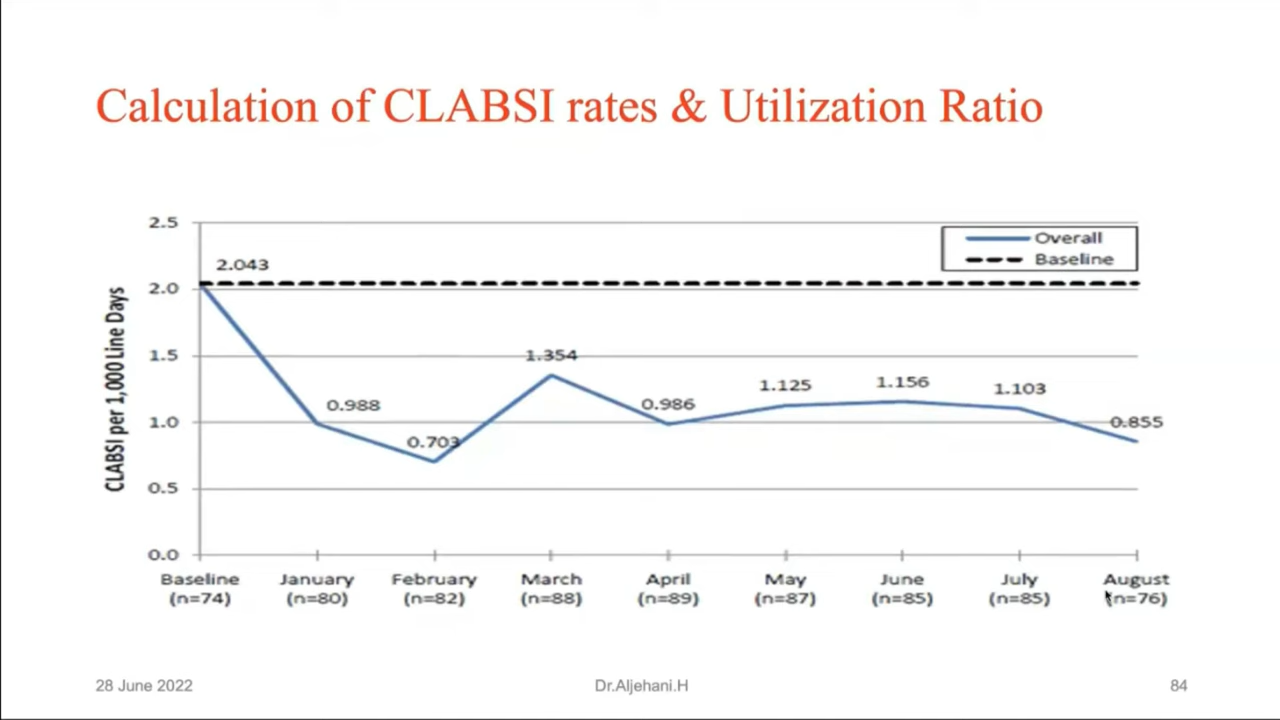 Calculation of CLABSI rates & Utilization Ratio
2.5
2.0
1.5
1.0
0.5
0.0
CLABSI per 1,000 Line Days
Overall
Baseline
2.043
0.988
0.703
1.354
0.986
1.125
1.156
1.103
0.855
Baseline January February March April May June July August
(n=74) (n=80) (n=82) (n=88) (n=89) (n=87) (n=85) (n=85) (n=76)
28 June 2022 Dr.Aljehani.H 84